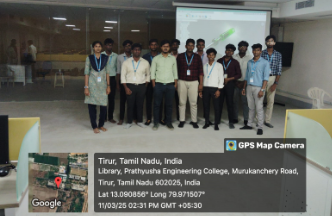 GPS Map Camera
Tirur, Tamil Nadu, India
Library, Prathyusha Engineering College, Murukanchery Road,
Tirur, Tamil Nadu 602025, India
Lat 13.090856° Long 79.971507°
11/03/25 02:31 PM GMT +05:30
Google